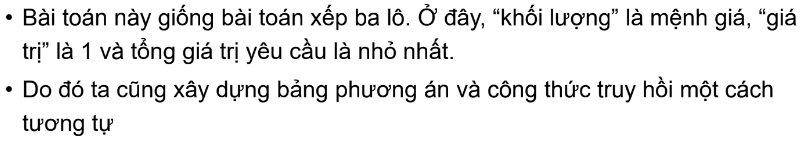 • Bài toán này giống bài toán xếp ba lô. Ở đây, “khối lượng” là mệnh giá, “giá
trị” là 1 và tổng giá trị yêu cầu là nhỏ nhất.
• Do đó ta cũng xây dựng bảng phương án và công thức truy hồi một cách
tương tự